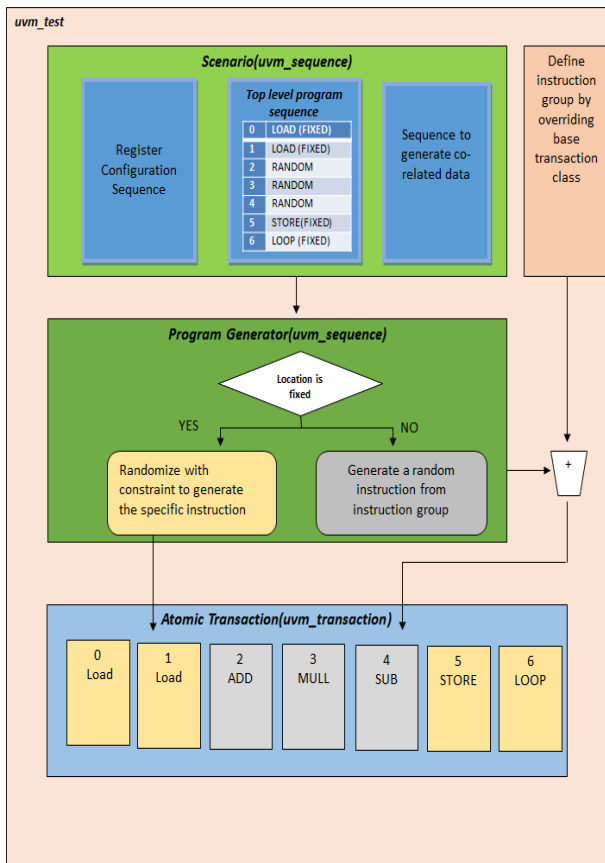 uvm_test
Scenario(uvm_sequence)
Register
Configuration
Sequence
Top level program
sequence
0 LOAD (FIXED)
1 LOAD (FIXED)
2 RANDOM
3 RANDOM
4 RANDOM
5 STORE(FIXED)
6 LOOP (FIXED)
Sequence to
generate co-
related data
Define
instruction
group by
overriding
base
transaction
class
Program Generator(uvm_sequence)
Location is
fixed
YES
NO
Randomize with
constraint to generate
the specific instruction
Generate a random
instruction from
instruction group
+
Atomic Transaction(uvm_transaction)
0
Load
1
Load
2
ADD
3
MULL
4
SUB
5
STORE
6
LOOP